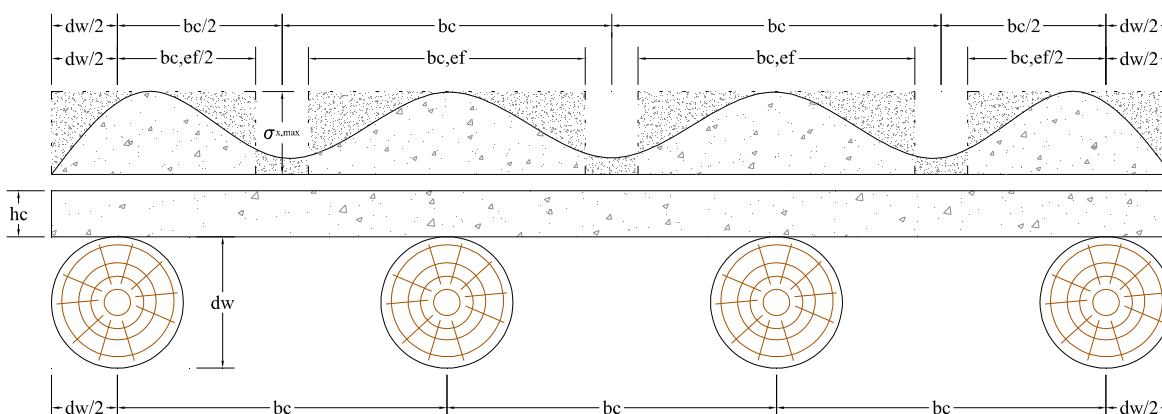 dw/2 bc/2 bc bc bc/2 dw/2
dw/2 bc,ef/2 bc,ef bc,ef bc,ef/2 dw/2
σx,max
hc
dw
dw/2 bc bc bc dw/2